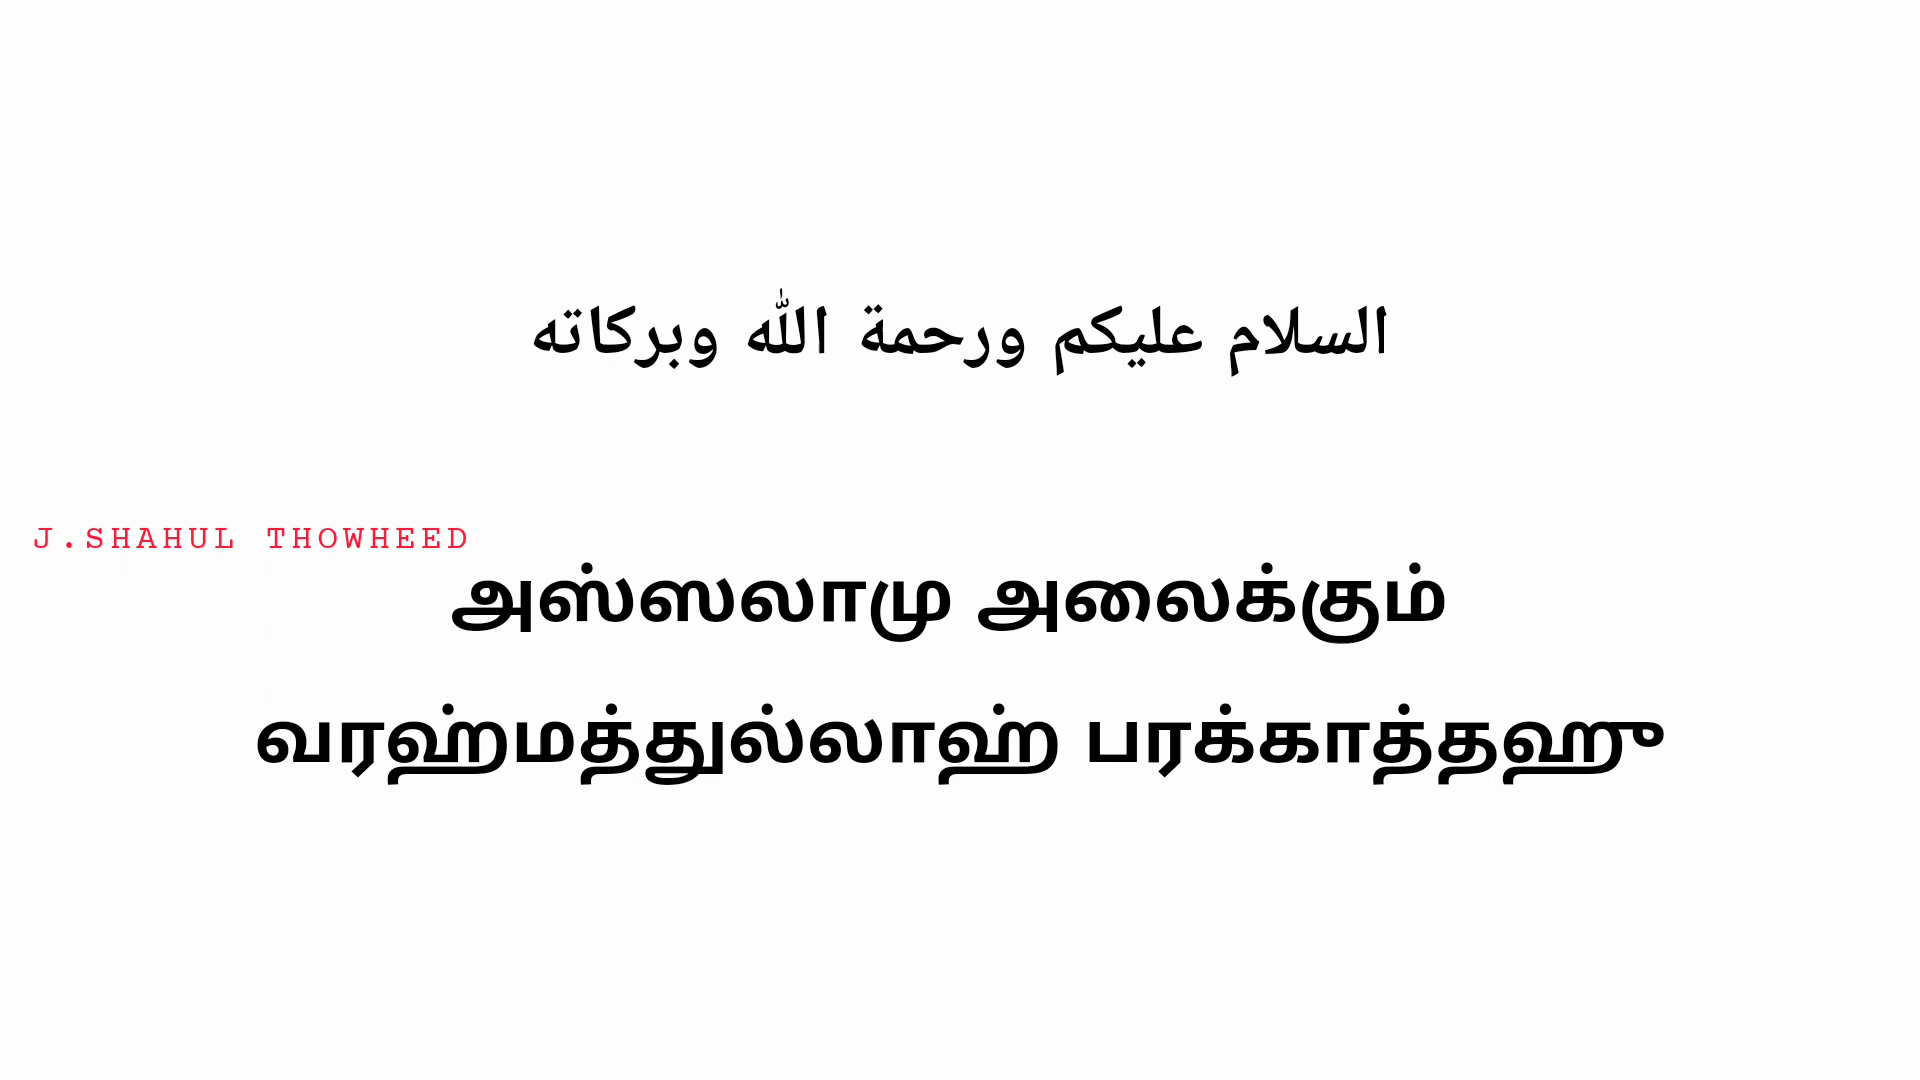 السلام عليكم ورحمة الله وبركاته
J.SHAHUL THOWHEED
அஸ்ஸலாமு அலைக்கும்
வரஹ்மத்துல்லாஹ் பரக்காத்தஹு